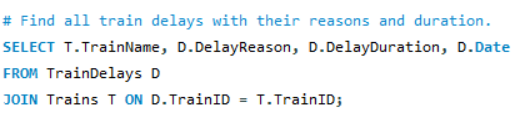 # Find all train delays with their reasons and duration.
SELECT T.TrainName, D.DelayReason, D.DelayDuration, D.Date
FROM TrainDelays D
JOIN Trains T ON D.TrainID = T.TrainID;